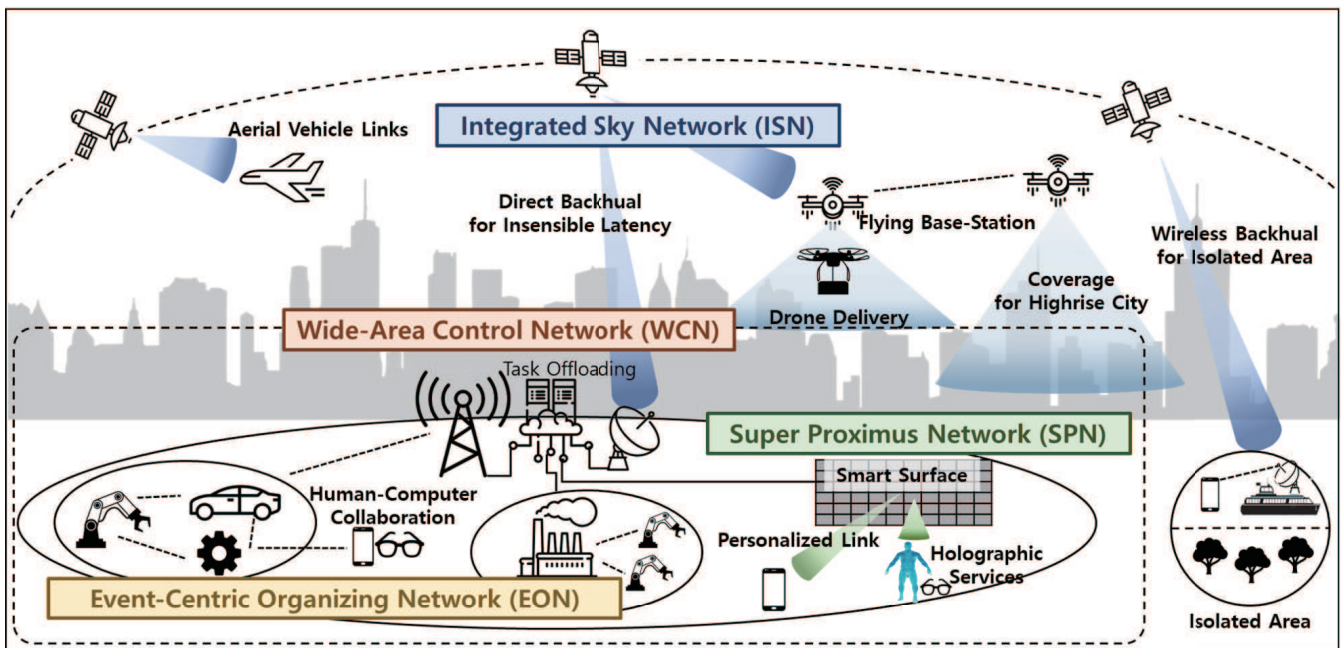 Integrated Sky Network (ISN)
Aerial Vehicle Links
Direct Backhual
for Insensible Latency
Flying Base-Station
Wireless Backhual
for Isolated Area
Coverage
for Highrise City
Drone Delivery
Wide-Area Control Network (WCN)
Task Offloading
Super Proximus Network (SPN)
Smart Surface
Human-Computer
Collaboration
Personalized Link
Holographic
Services
Event-Centric Organizing Network (EON)
Isolated Area